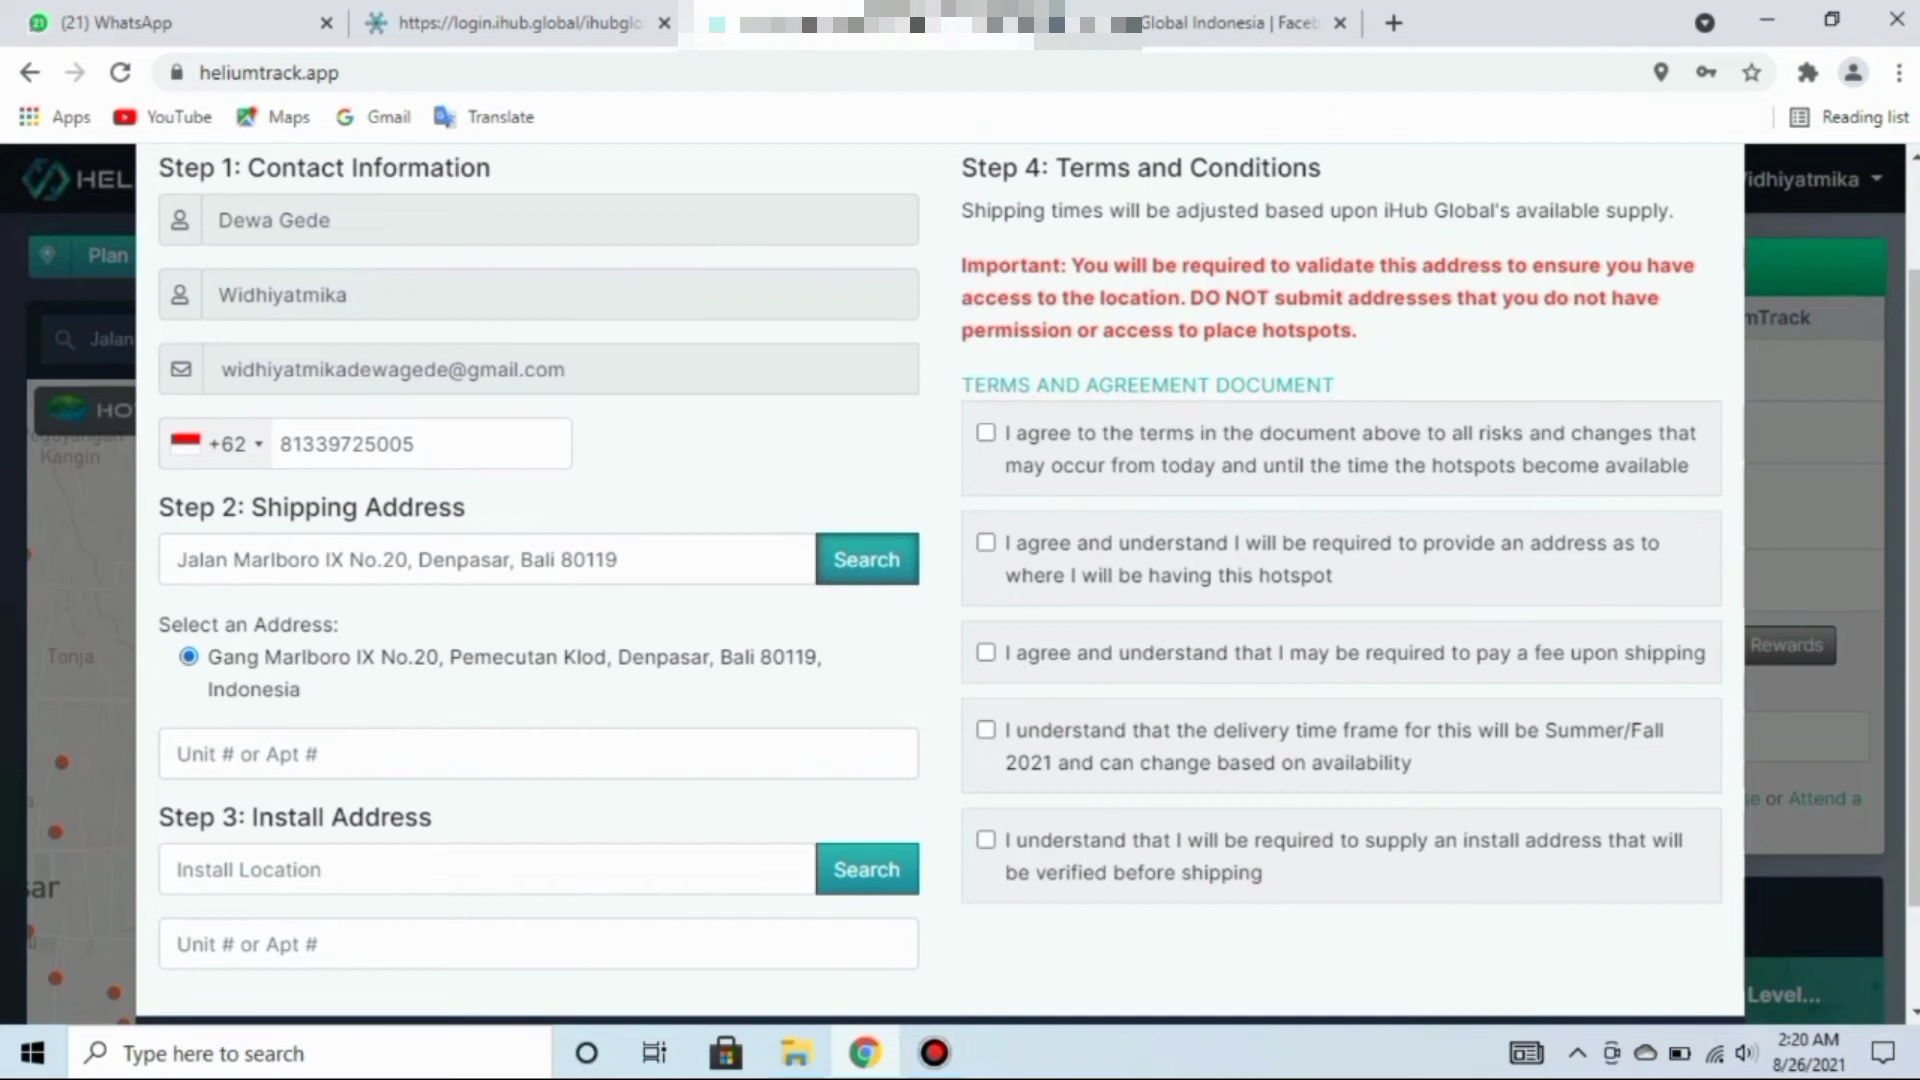 (21) WhatsApp
https://login.ihub.global/ihubglo
Global Indonesia | Faceb
heliumtrack.app
Apps
YouTube
Maps
Gmail
Translate
Reading list
HEL
idhiyatmika
Plan
Jalan
HO
Kangin
Tonja
sar
mTrack
Rewards
se or Attend a
Level...
Step 1: Contact Information
Dewa Gede
Widhiyatmika
widhiyatmikadewagede@gmail.com
+62
81339725005
Step 2: Shipping Address
Jalan Marlboro IX No.20, Denpasar, Bali 80119
Search
Select an Address:
Gang Marlboro IX No.20, Pemecutan Klod, Denpasar, Bali 80119,
Indonesia
Unit # or Apt #
Step 3: Install Address
Install Location
Search
Unit # or Apt #
Step 4: Terms and Conditions
Shipping times will be adjusted based upon iHub Global's available supply.
Important: You will be required to validate this address to ensure you have
access to the location. DO NOT submit addresses that you do not have
permission or access to place hotspots.
TERMS AND AGREEMENT DOCUMENT
I agree to the terms in the document above to all risks and changes that
may occur from today and until the time the hotspots become available
I agree and understand I will be required to provide an address as to
where I will be having this hotspot
I agree and understand that I may be required to pay a fee upon shipping
I understand that the delivery time frame for this will be Summer/Fall
2021 and can change based on availability
I understand that I will be required to supply an install address that will
be verified before shipping
Type here to search
2:20 AM
8/26/2021